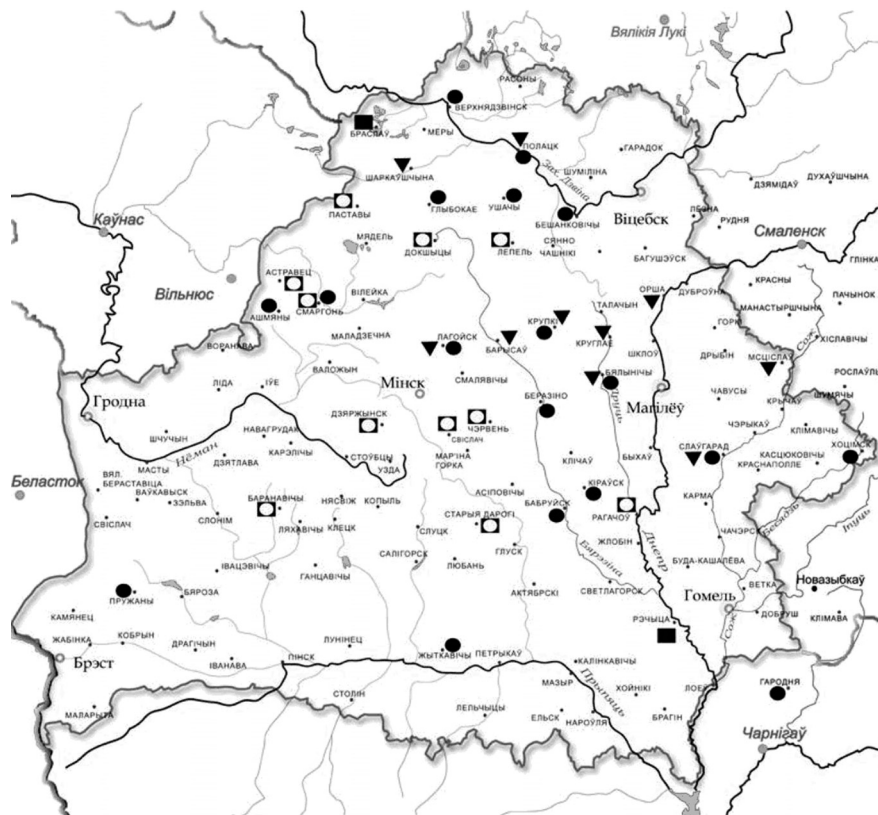 Вялікія Лукі
РАСОНЫ
ВЕРХНЯДЗВІНСК
БРАСЛАЎ
МЕРЫ
ПОЛАЦК
ГАРАДОК
ШАРКАЎШЧЫНА
Зах. Дзвіна
ШУМІЛІНА
ДЗЯМІДАЎ
ДУХАЎШЧЫНА
ПАСТАВЫ
ГЛЫБОКАЕ
УШАЧЫ
БЕШАНКОВІЧЫ
Віцебск
ЛЁЗНА
РУДНЯ
Каўнас
Смаленск
МЯДЕЛЬ
ДОКШЫЦЫ
ЛЕПЕЛЬ
СЯННО
ЧАШНІКІ
БАГУШЭЎСК
ГЛІНКА
Вільнюс
АСТРАВЕЦ
ВІЛЕЙКА
ОРША
ДУБРОЎНА
КРАСНЫ
ПАЧЫНОК
АШМЯНЫ
СМАРГОНЬ
ТАЛАЧЫН
МАНАСТЫРШЧЫНА
МАЛАДЗЕЧНА
КРУПКІ
ГОРКІ
Сож
ХІСЛАВІЧЫ
ВОРАНАВА
ЛАГОЙСК
БАРЫСАЎ
КРУГЛАЕ
ШКЛОЎ
ДРЫБІН
МСЦІСЛАЎ
ВАЛОЖЫН
СМАЛЯВІЧЫ
БЯЛЫНІЧЫ
РОСЛАЎЛЬ
Гродна
ЛІДА
ІЎЕ
Мінск
Магілёў
ЧАВУСЫ
ШУМЯЧЫ
БЕРАЗІНО
Друць
КРЫЧАЎ
ДЗЯРЖЫНСК
ЧЭРВЕНЬ
ЧЭРЫКАЎ
КЛІМАВІЧЫ
ШЧУЧЫН
НАВАГРУДАК
СВІСЛАЧ
СЛАЎГАРАД
ХОЦІМСК
Нёман
КАРЭЛІЧЫ
МАР'ІНА
ГОРКА
БЫХАЎ
МАСТЫ
ДЗЯТЛАВА
СТОЎБЦЫ
УЗДА
КЛІЧАЎ
КАСЦЮКОВІЧЫ
КРАСНАПОЛЛЕ
Беласток
ВЯЛ.
БЕРАСТАВІЦА
ВАЎКАВЫСК
ЗЭЛЬВА
БАРАНАВІЧЫ
НЯСВІЖ
КОПЫЛЬ
АСІПОВІЧЫ
КІРАЎСК
КАРМА
СВІСЛАЧ
СЛОНІМ
ЛЯХАВІЧЫ
КЛЕЦК
СЛУЦК
СТАРЫЯ ДАРОГІ
БАБРУЙСК
РАГАЧОЎ
ЧАЧЭРСК
Бесядзь
Іпуць
ГЛУСК
ЖЛОБІН
Днепр
ІВАЦЭВІЧЫ
ГАНЦАВІЧЫ
САЛІГОРСК
ЛЮБАНЬ
Бярэзіна
БУДА-КАШАЛЁВА
АКТЯБРСКІ
СВЕТЛАГОРСК
ВЕТКА
Новазыбкаў
ПРУЖАНЫ
БЯРОЗА
Гомель
КАМЯНЕЦ
РЭЧЫЦА
ДОБРУШ
КЛІМАВА
ЖАБІНКА
КОБРЫН
ДРАГІЧЫН
ЛУНІНЕЦ
ЖЫТКАВІЧЫ
Сож
Брэст
ІВАНАВА
ПІНСК
ПЕТРЫКАЎ
КАЛІНКАВІЧЫ
МАЗЫР
Прыпяць
ХОЙНІКІ
ЛОЕЎ
ГАРОДНЯ
СТОЛІН
МАЛАРЫТА
ЛЕЛЬЧЫЦЫ
ЕЛЬСК
НАРОЎЛЯ
БРАГІН
Чарнігаў